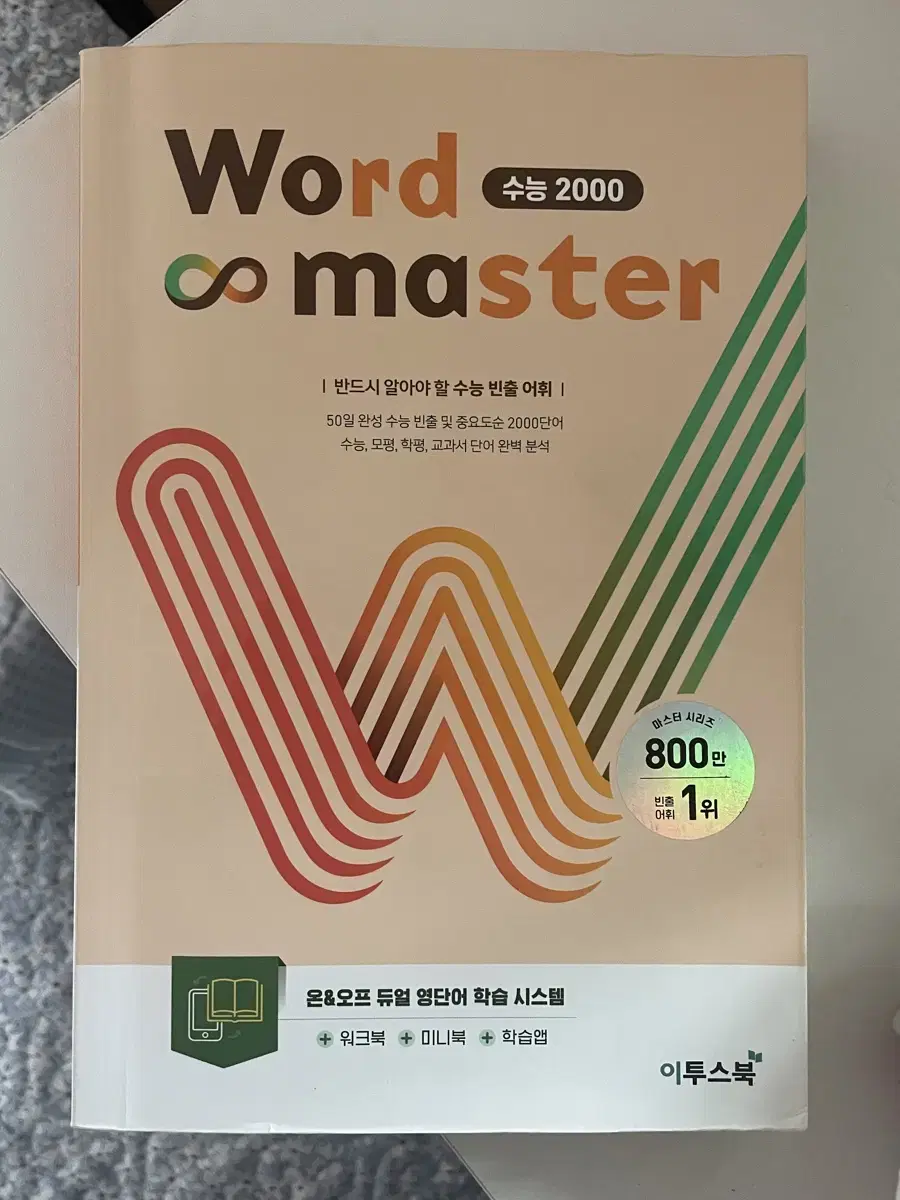 Word 수능 2000
master
반드시 알아야 할 수능 빈출 어휘
50일 완성 수능 빈출 및 중요도순 2000단어
수능, 모평, 학평, 교과서 단어 완벽 분석
마스터 시리즈
800만
빈출
어휘 1위
온&오프 듀얼 영단어 학습 시스템
+ 워크북 + 미니북 + 학습앱
이투스북